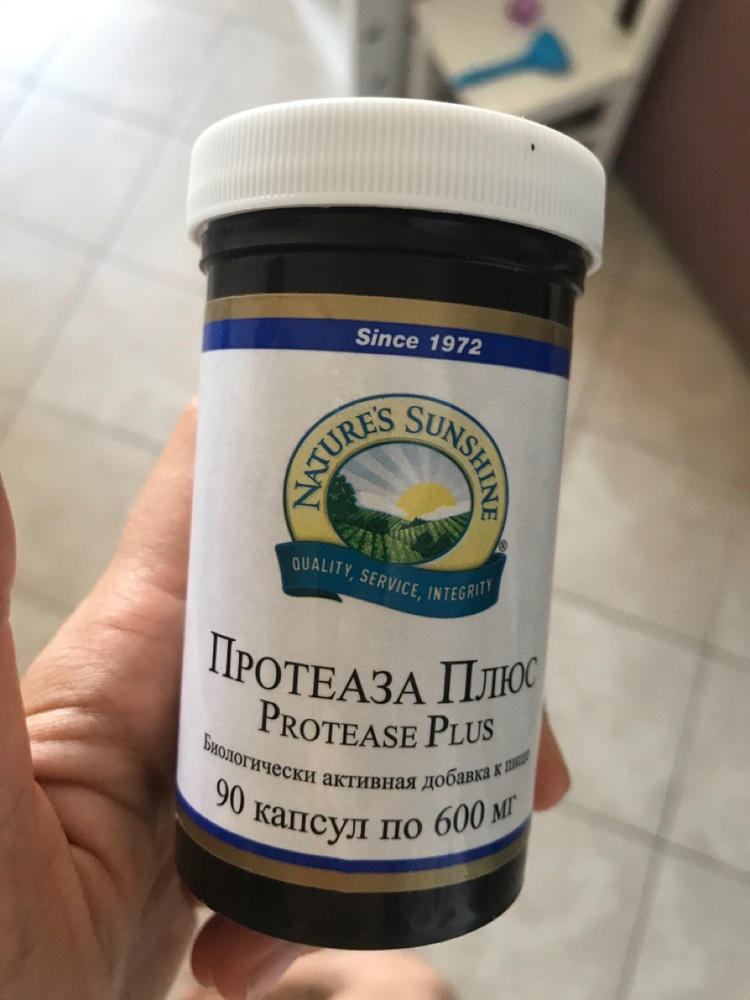 Since 1972
NATURE'S SUNSHINE
®
QUALITY, SERVICE, INTEGRITY
ПРОТЕАЗА ПЛЮС
PROTEASE PLUS
Биологически активная добавка к пище
90 капсул по 600 мг